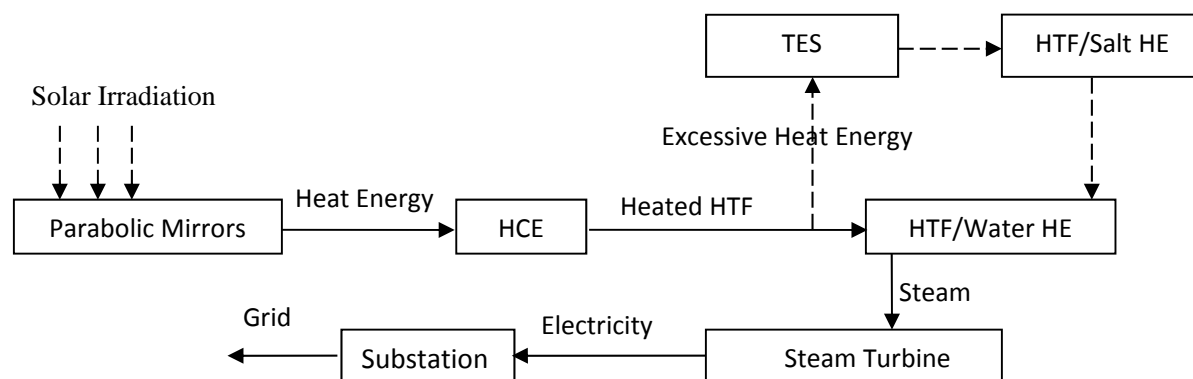 TES
HTF/Salt HE
Solar Irradiation
Excessive Heat Energy
Heat Energy
Heated HTF
Parabolic Mirrors
HCE
HTF/Water HE
Steam
Grid
Electricity
Substation
Steam Turbine